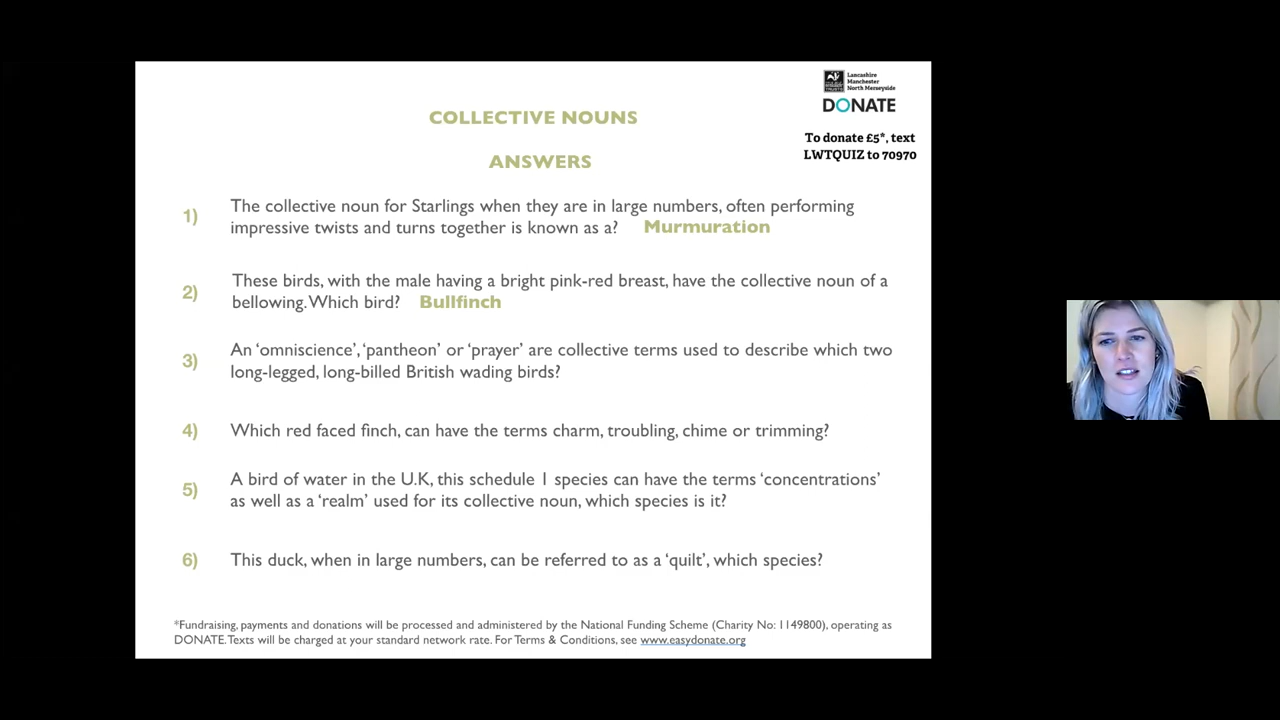 Lancashire
Manchester
North Merseyside
DONATE
To donate £5*, text
LWTQUIZ to 70970
COLLECTIVE NOUNS
ANSWERS
1) The collective noun for Starlings when they are in large numbers, often performing
impressive twists and turns together is known as a? Murmuration
2) These birds, with the male having a bright pink-red breast, have the collective noun of a
bellowing. Which bird? Bullfinch
3) An ‘omniscience’, ‘pantheon’ or ‘prayer’ are collective terms used to describe which two
long-legged, long-billed British wading birds?
4) Which red faced finch, can have the terms charm, troubling, chime or trimming?
5) A bird of water in the U.K, this schedule 1 species can have the terms ‘concentrations’
as well as a ‘realm’ used for its collective noun, which species is it?
6) This duck, when in large numbers, can be referred to as a ‘quilt’, which species?
*Fundraising, payments and donations will be processed and administered by the National Funding Scheme (Charity No: 1149800), operating as
DONATE. Texts will be charged at your standard network rate. For Terms & Conditions, see www.easydonate.org